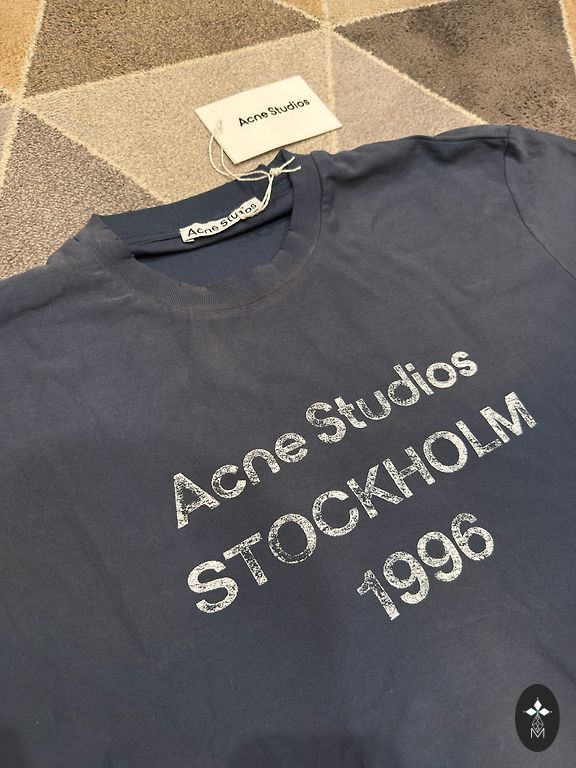 Acne Studios
Acne Studios
Acne Studios
STOCKHOLM
1996
M